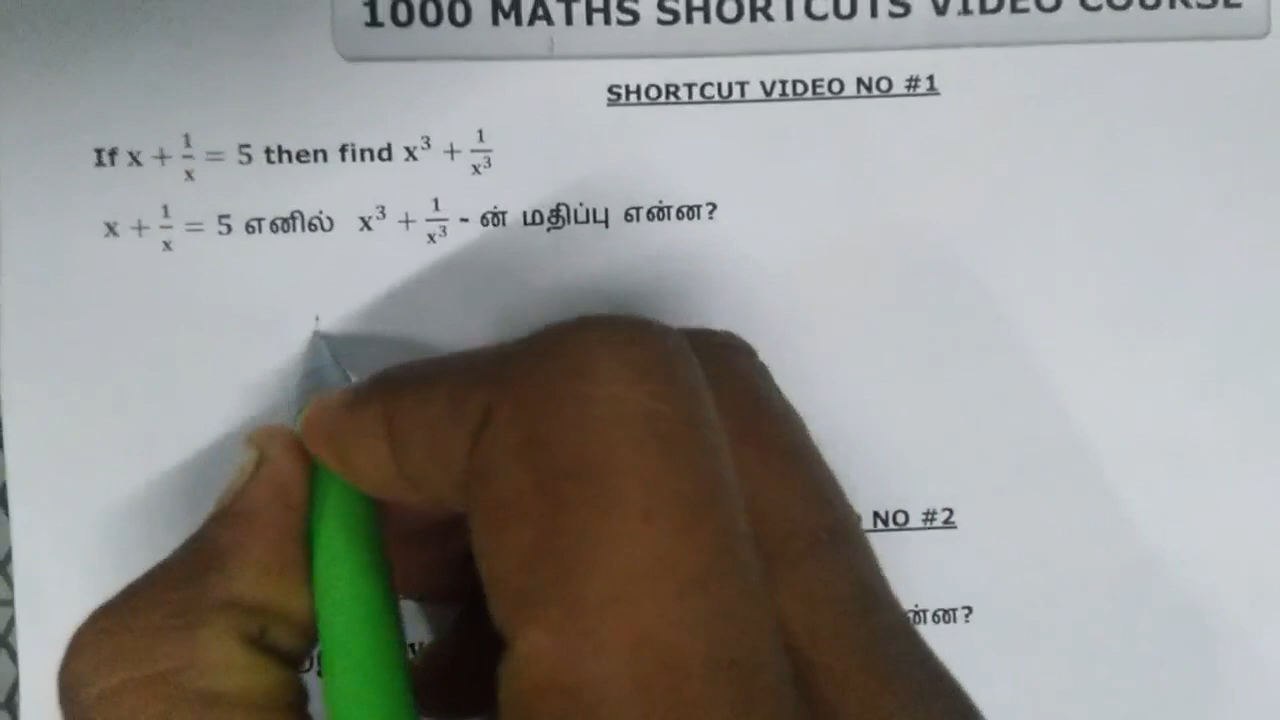 1000 MATHS SHORTCUTS VIDEO COURSE
SHORTCUT VIDEO NO #1
If x + 1/x = 5 then find x³ + 1/x³
x + 1/x = 5 எனில் x³ + 1/x³ - ன் மதிப்பு என்ன?
NO #2